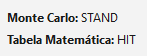 Monte Carlo: STAND
Tabela Matemática: HIT